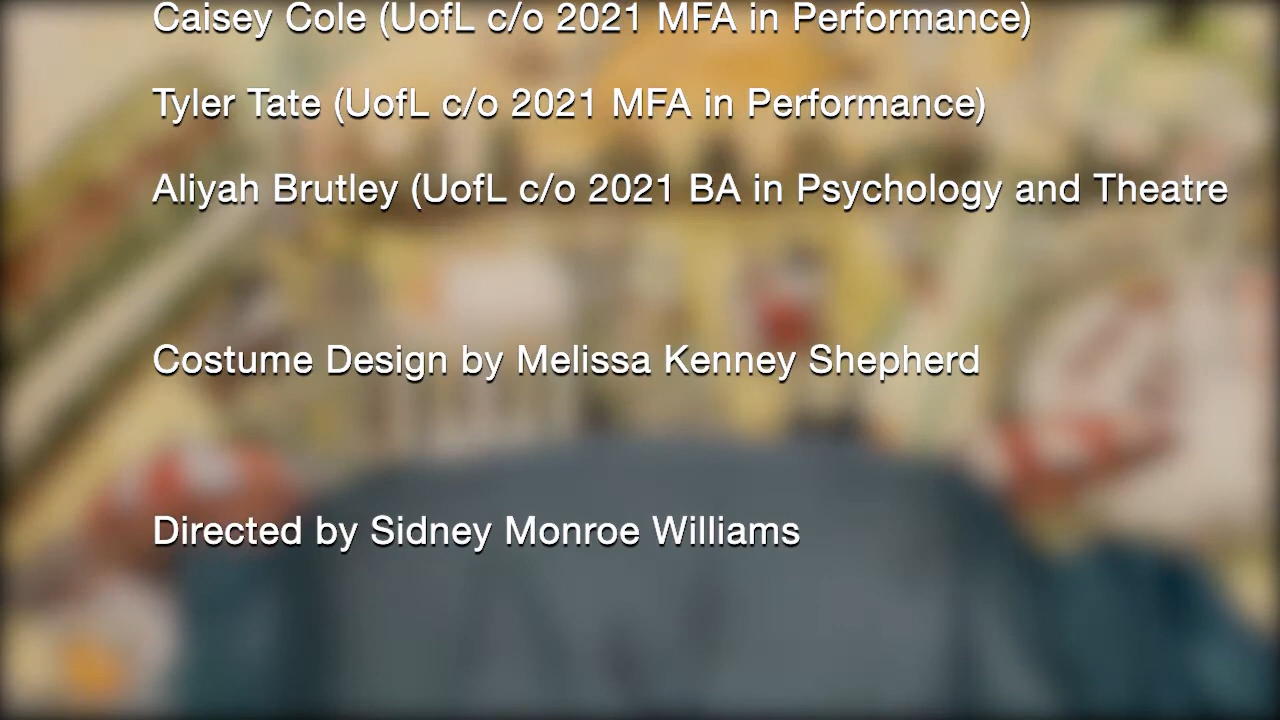 Caisey Cole (UofL c/o 2021 MFA in Performance)
Tyler Tate (UofL c/o 2021 MFA in Performance)
Aliyah Brutley (UofL c/o 2021 BA in Psychology and Theatre
Costume Design by Melissa Kenney Shepherd
Directed by Sidney Monroe Williams